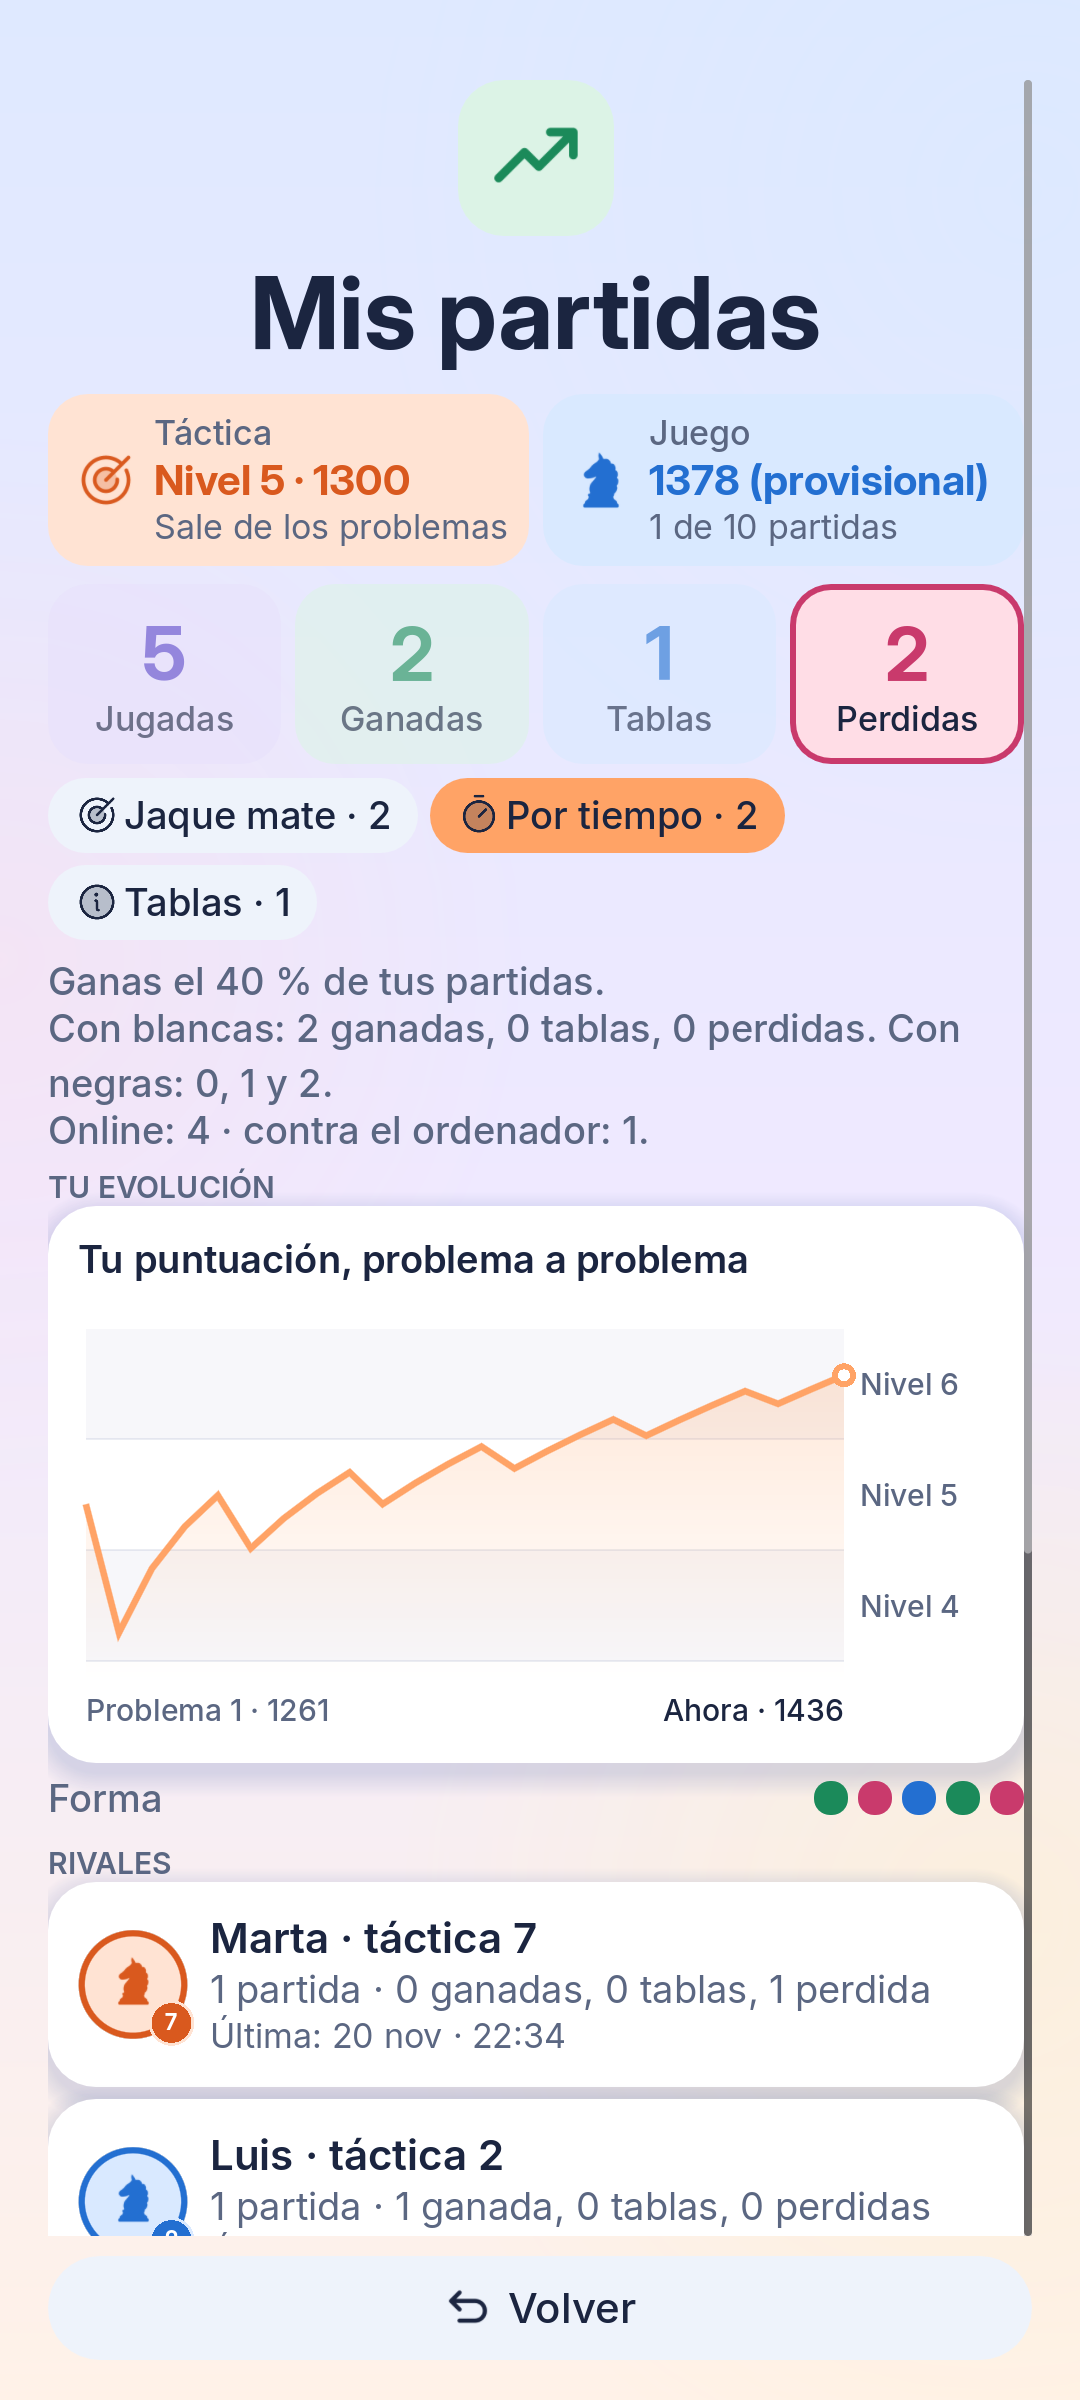 Mis partidas
Táctica
Nivel 5 · 1300
Sale de los problemas
Juego
1378 (provisional)
1 de 10 partidas
5
Jugadas
2
Ganadas
1
Tablas
2
Perdidas
Jaque mate · 2
Por tiempo · 2
Tablas · 1
Ganas el 40 % de tus partidas.
Con blancas: 2 ganadas, 0 tablas, 0 perdidas. Con
negras: 0, 1 y 2.
Online: 4 · contra el ordenador: 1.
TU EVOLUCIÓN
Tu puntuación, problema a problema
Nivel 6
Nivel 5
Nivel 4
Problema 1 · 1261
Ahora · 1436
Forma
RIVALES
Marta · táctica 7
1 partida · 0 ganadas, 0 tablas, 1 perdida
Última: 20 nov · 22:34
7
Luis · táctica 2
1 partida · 1 ganada, 0 tablas, 0 perdidas
Volver